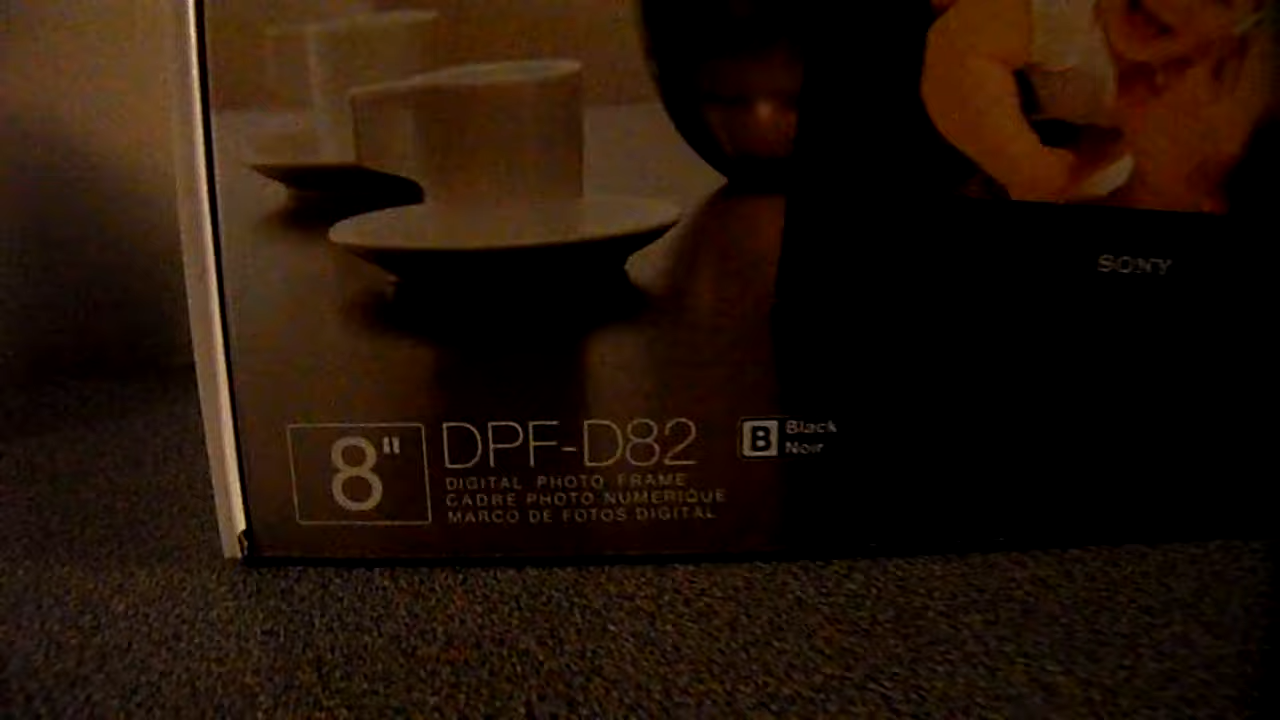 SONY
8"
DPF-D82
DIGITAL PHOTO FRAME
CADRE PHOTO NUMERIQUE
MARCO DE FOTOS DIGITAL
B
Black
Noir